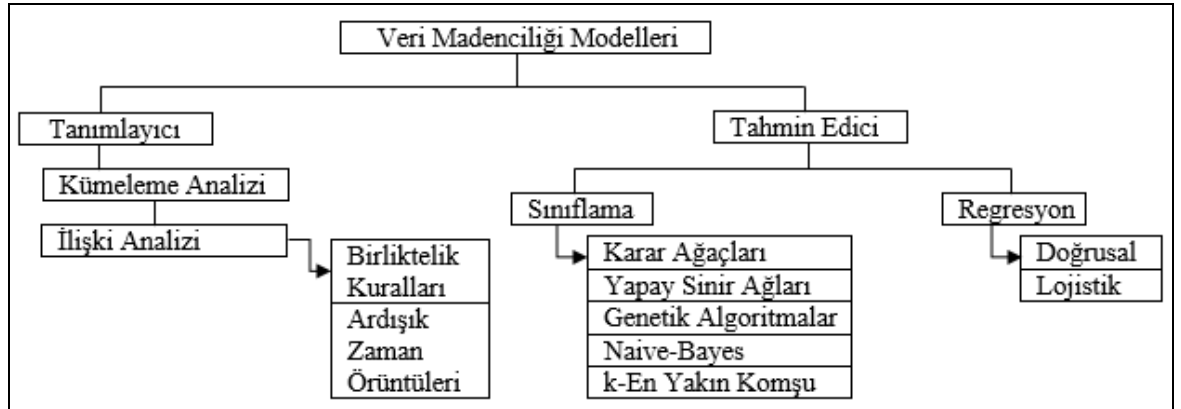 Veri Madenciliği Modelleri
Tanımlayıcı
Tahmin Edici
Kümeleme Analizi
İlişki Analizi
Birliktelik
Kuralları
Ardışık
Zaman
Örüntüleri
Sınıflama
Karar Ağaçları
Yapay Sinir Ağları
Genetik Algoritmalar
Naive-Bayes
k-En Yakın Komşu
Regresyon
Doğrusal
Lojistik